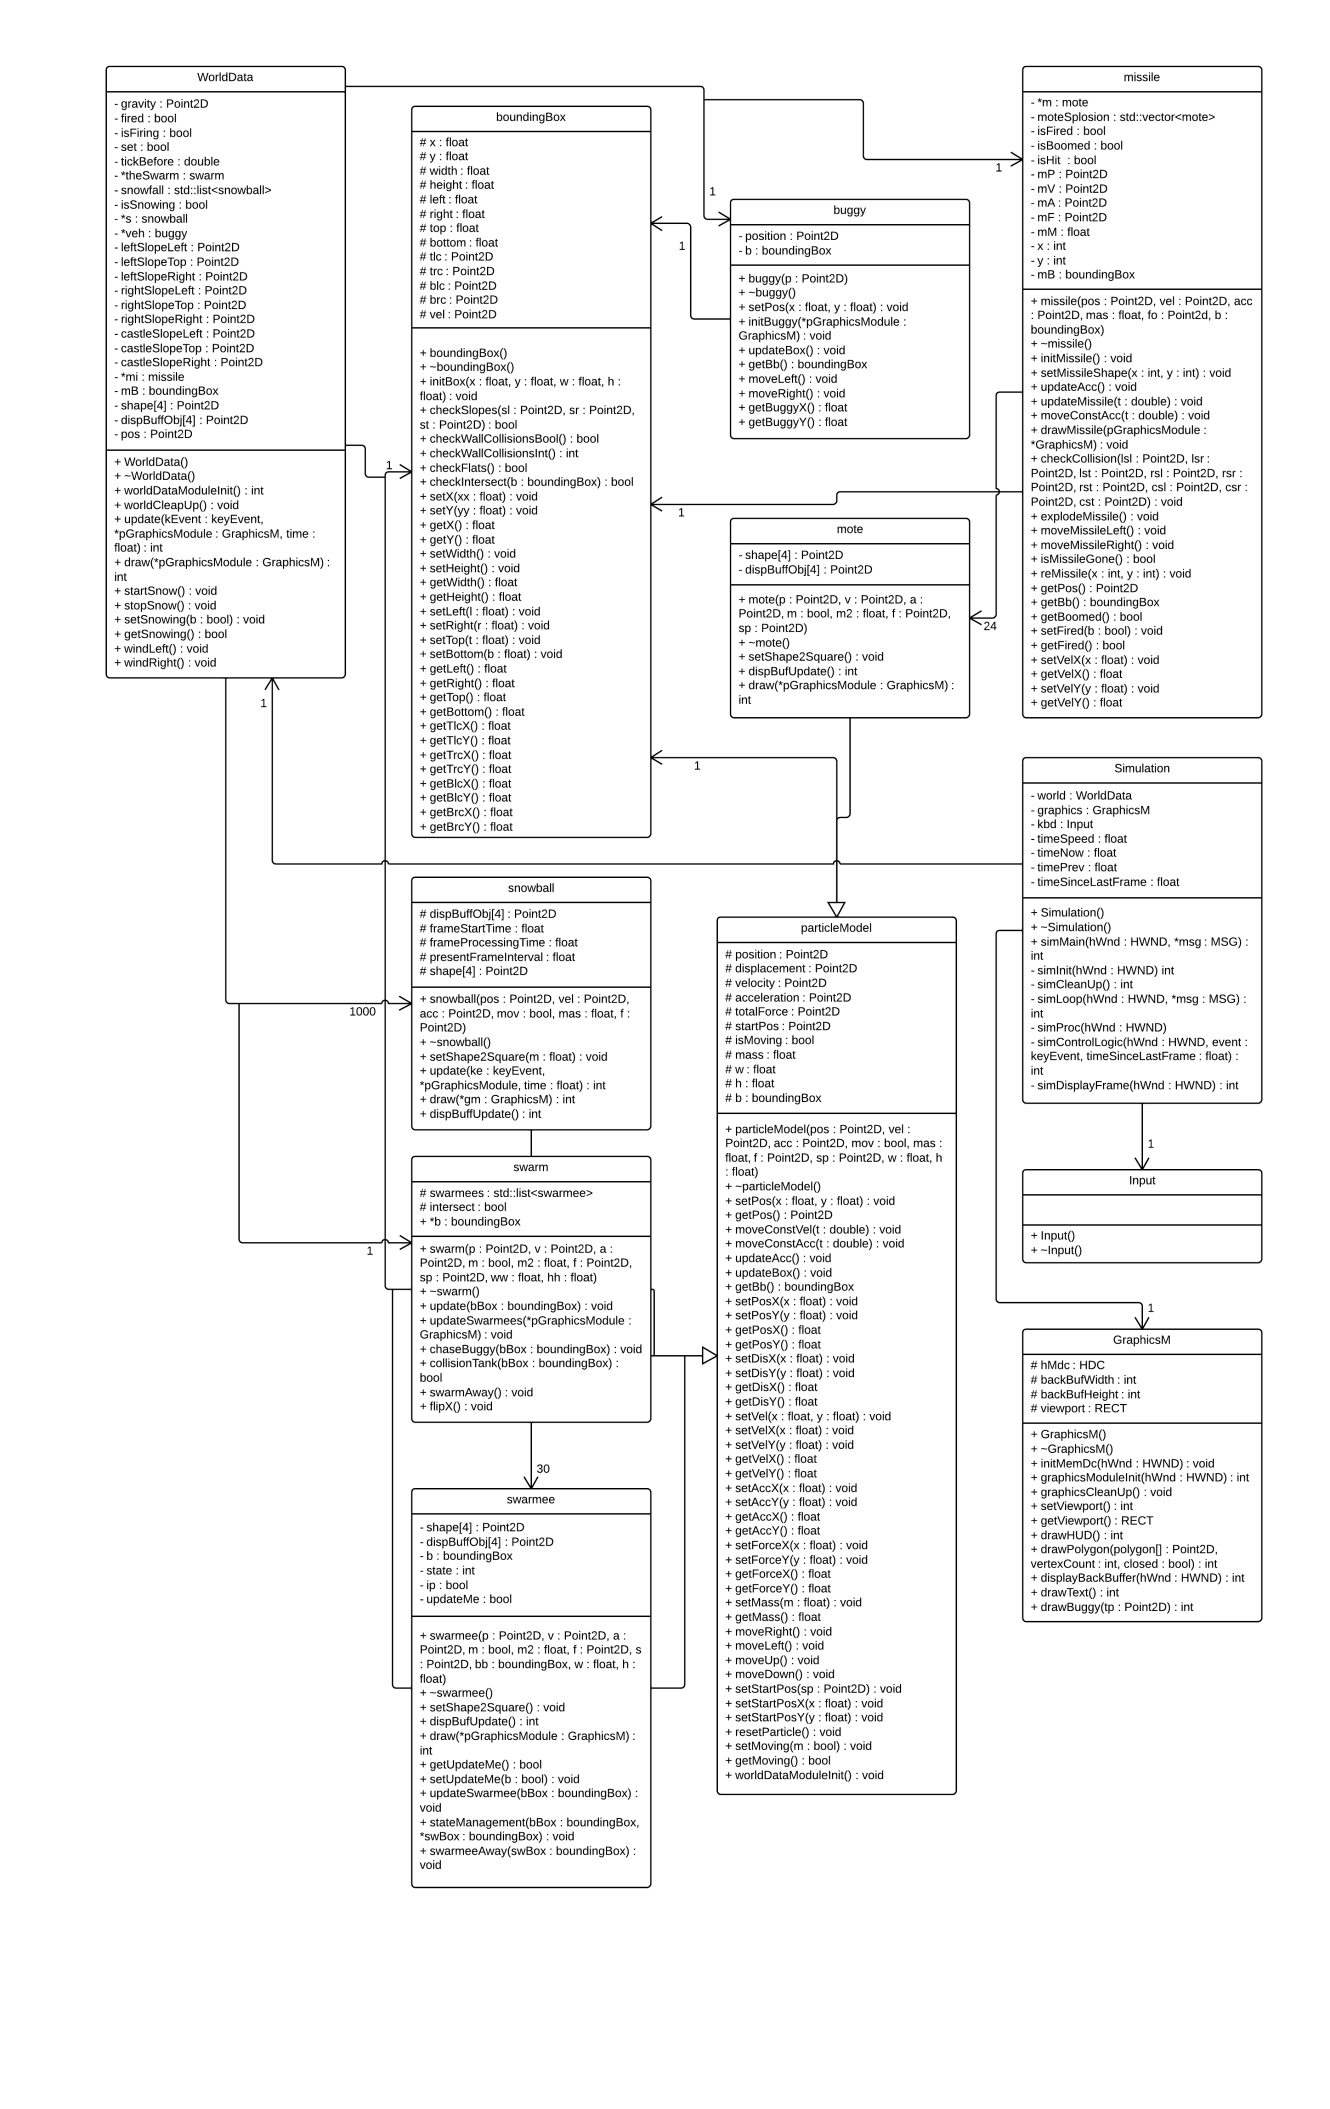 WorldData
- gravity : Point2D
- fired : bool
- isFiring : bool
- set : bool
- tickBefore : double
- *theSwarm : swarm
- snowfall : std::list<snowball>
- isSnowing : bool
- *s : snowball
- *veh : buggy
- leftSlopeLeft : Point2D
- leftSlopeTop : Point2D
- leftSlopeRight : Point2D
- rightSlopeLeft : Point2D
- rightSlopeTop : Point2D
- rightSlopeRight : Point2D
- castleSlopeLeft : Point2D
- castleSlopeTop : Point2D
- castleSlopeRight : Point2D
- *mi : missile
- mB : boundingBox
- shape[4] : Point2D
- dispBuffObj[4] : Point2D
- pos : Point2D
+ WorldData()
+ ~WorldData()
+ worldDataModuleInit() : int
+ worldCleapUp() : void
+ update(kEvent : keyEvent,
*pGraphicsModule : GraphicsM, time :
float) : int
+ draw(*pGraphicsModule : GraphicsM) :
int
+ startSnow() : void
+ stopSnow() : void
+ setSnowing(b : bool) : void
+ getSnowing() : bool
+ windLeft() : void
+ windRight() : void
1
1
1000
1
boundingBox
# x : float
# y : float
# width : float
# height : float
# left : float
# right : float
# top : float
# bottom : float
# tlc : Point2D
# trc : Point2D
# blc : Point2D
# brc : Point2D
# vel : Point2D
+ boundingBox()
+ ~boundingBox()
+ initBox(x : float, y : float, w : float, h :
float) : void
+ checkSlopes(sl : Point2D, sr : Point2D,
st : Point2D) : bool
+ checkWallCollisionsBool() : bool
+ checkWallCollisionsInt() : int
+ checkFlats() : bool
+ checkIntersect(b : boundingBox) : bool
+ setX(xx : float) : void
+ setY(yy : float) : void
+ getX() : float
+ getY() : float
+ setWidth() : void
+ setHeight() : void
+ getWidth() : float
+ getHeight() : float
+ setLeft(l : float) : void
+ setRight(r : float) : void
+ setTop(t : float) : void
+ setBottom(b : float) : void
+ getLeft() : float
+ getRight() : float
+ getTop() : float
+ getBottom() : float
+ getTlcX() : float
+ getTlcY() : float
+ getTrcX() : float
+ getTrcY() : float
+ getBlcX() : float
+ getBlcY() : float
+ getBrcX() : float
+ getBrcY() : float
snowball
# dispBuffObj[4] : Point2D
# frameStartTime : float
# frameProcessingTime : float
# presentFrameInterval : float
# shape[4] : Point2D
+ snowball(pos : Point2D, vel : Point2D,
acc : Point2D, mov : bool, mas : float, f :
Point2D)
+ ~snowball()
+ setShape2Square(m : float) : void
+ update(ke : keyEvent,
*pGraphicsModule, time : float) : int
+ draw(*gm : GraphicsM) : int
+ dispBuffUpdate() : int
swarm
# swarmees : std::list<swarmee>
# intersect : bool
+ *b : boundingBox
+ swarm(p : Point2D, v : Point2D, a :
Point2D, m : bool, m2 : float, f : Point2D,
sp : Point2D, ww : float, hh : float)
+ ~swarm()
+ update(bBox : boundingBox) : void
+ updateSwarmees(*pGraphicsModule :
GraphicsM) : void
+ chaseBuggy(bBox : boundingBox) : void
+ collisionTank(bBox : boundingBox) :
bool
+ swarmAway() : void
+ flipX() : void
30
swarmee
- shape[4] : Point2D
- dispBuffObj[4] : Point2D
- b : boundingBox
- state : int
- ip : bool
- updateMe : bool
+ swarmee(p : Point2D, v : Point2D, a :
Point2D, m : bool, m2 : float, f : Point2D, s
: Point2D, bb : boundingBox, w : float, h :
float)
+ ~swarmee()
+ setShape2Square() : void
+ dispBufUpdate() : int
+ draw(*pGraphicsModule : GraphicsM) :
int
+ getUpdateMe() : bool
+ setUpdateMe(b : bool) : void
+ updateSwarmee(bBox : boundingBox) :
void
+ stateManagement(bBox : boundingBox,
*swBox : boundingBox) : void
+ swarmeeAway(swBox : boundingBox) :
void
1
1
1
1
buggy
- position : Point2D
- b : boundingBox
+ buggy(p : Point2D)
+ ~buggy()
+ setPos(x : float, y : float) : void
+ initBuggy(*pGraphicsModule :
GraphicsM) : void
+ updateBox() : void
+ getBb() : boundingBox
+ moveLeft() : void
+ moveRight() : void
+ getBuggyX() : float
+ getBuggyY() : float
mote
- shape[4] : Point2D
- dispBuffObj[4] : Point2D
+ mote(p : Point2D, v : Point2D, a :
Point2D, m : bool, m2 : float, f : Point2D,
sp : Point2D)
+ ~mote()
+ setShape2Square() : void
+ dispBufUpdate() : int
+ draw(*pGraphicsModule : GraphicsM) :
int
particleModel
# position : Point2D
# displacement : Point2D
# velocity : Point2D
# acceleration : Point2D
# totalForce : Point2D
# startPos : Point2D
# isMoving : bool
# mass : float
# w : float
# h : float
# b : boundingBox
+ particleModel(pos : Point2D, vel :
Point2D, acc : Point2D, mov : bool, mas :
float, f : Point2D, sp : Point2D, w : float, h
: float)
+ ~particleModel()
+ setPos(x : float, y : float) : void
+ getPos() : Point2D
+ moveConstVel(t : double) : void
+ moveConstAcc(t : double) : void
+ updateAcc() : void
+ updateBox() : void
+ getBb() : boundingBox
+ setPosX(x : float) : void
+ setPosY(y : float) : void
+ getPosX() : float
+ getPosY() : float
+ setDisX(x : float) : void
+ setDisY(y : float) : void
+ getDisX() : float
+ getDisY() : float
+ setVel(x : float, y : float) : void
+ setVelX(x : float) : void
+ setVelY(y : float) : void
+ getVelX() : float
+ getVelY() : float
+ setAccX(x : float) : void
+ setAccY(y : float) : void
+ getAccX() : float
+ getAccY() : float
+ setForceX(x : float) : void
+ setForceY(y : float) : void
+ getForceX() : float
+ getForceY() : float
+ setMass(m : float) : void
+ getMass() : float
+ moveRight() : void
+ moveLeft() : void
+ moveUp() : void
+ moveDown() : void
+ setStartPos(sp : Point2D) : void
+ setStartPosX(x : float) : void
+ setStartPosY(y : float) : void
+ resetParticle() : void
+ setMoving(m : bool) : void
+ getMoving() : bool
+ worldDataModuleInit() : void
1
24
missile
- *m : mote
- moteSplosion : std::vector<mote>
- isFired : bool
- isBoomed : bool
- isHit : bool
- mP : Point2D
- mV : Point2D
- mA : Point2D
- mF : Point2D
- mM : float
- x : int
- y : int
- mB : boundingBox
+ missile(pos : Point2D, vel : Point2D, acc
: Point2D, mas : float, fo : Point2d, b :
boundingBox)
+ ~missile()
+ initMissile() : void
+ setMissileShape(x : int, y : int) : void
+ updateAcc() : void
+ updateMissile(t : double) : void
+ moveConstAcc(t : double) : void
+ drawMissile(pGraphicsModule :
*GraphicsM) : void
+ checkCollision(lsl : Point2D, lsr :
Point2D, lst : Point2D, rsl : Point2D, rsr :
Point2D, rst : Point2D, csl : Point2D, csr :
Point2D, cst : Point2D) : void
+ explodeMissile() : void
+ moveMissileLeft() : void
+ moveMissileRight() : void
+ isMissileGone() : bool
+ reMissile(x : int, y : int) : void
+ getPos() : Point2D
+ getBb() : boundingBox
+ getBoomed() : bool
+ setFired(b : bool) : void
+ getFired() : bool
+ setVelX(x : float) : void
+ getVelX() : float
+ setVelY(y : float) : void
+ getVelY() : float
Simulation
- world : WorldData
- graphics : GraphicsM
- kbd : Input
- timeSpeed : float
- timeNow : float
- timePrev : float
- timeSinceLastFrame : float
+ Simulation()
+ ~Simulation()
+ simMain(hWnd : HWND, *msg : MSG) :
int
- simInit(hWnd : HWND) int
- simCleanUp() : int
- simLoop(hWnd : HWND, *msg : MSG) :
int
- simProc(hWnd : HWND)
- simControlLogic(hWnd : HWND, event :
keyEvent, timeSinceLastFrame : float) :
int
- simDisplayFrame(hWnd : HWND) : int
1
Input
+ Input()
+ ~Input()
1
GraphicsM
# hMdc : HDC
# backBufWidth : int
# backBufHeight : int
# viewport : RECT
+ GraphicsM()
+ ~GraphicsM()
+ initMemDc(hWnd : HWND) : void
+ graphicsModuleInit(hWnd : HWND) : int
+ graphicsCleanUp() : void
+ setViewport() : int
+ getViewport() : RECT
+ drawHUD() : int
+ drawPolygon(polygon[] : Point2D,
vertexCount : int, closed : bool) : int
+ displayBackBuffer(hWnd : HWND) : int
+ drawText() : int
+ drawBuggy(tp : Point2D) : int